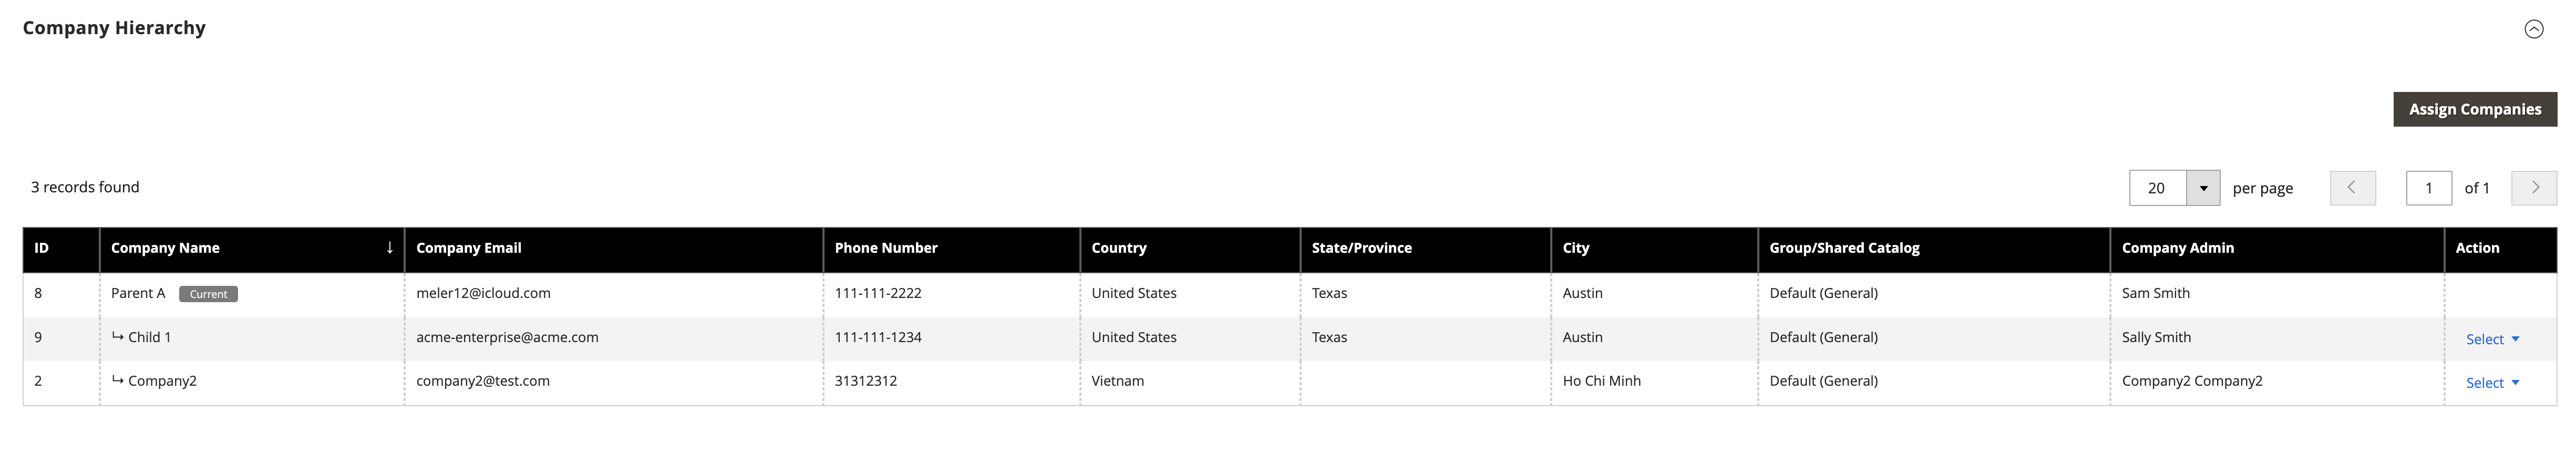 Company Hierarchy
Assign Companies
3 records found 20 per page 1 of 1
ID Company Name ↓ Company Email Phone Number Country State/Province City Group/Shared Catalog Company Admin Action
8 Parent A Current meler12@icloud.com 111-111-2222 United States Texas Austin Default (General) Sam Smith
9 ↳ Child 1 acme-enterprise@acme.com 111-111-1234 United States Texas Austin Default (General) Sally Smith Select
2 ↳ Company2 company2@test.com 31312312 Vietnam Ho Chi Minh Default (General) Company2 Company2 Select